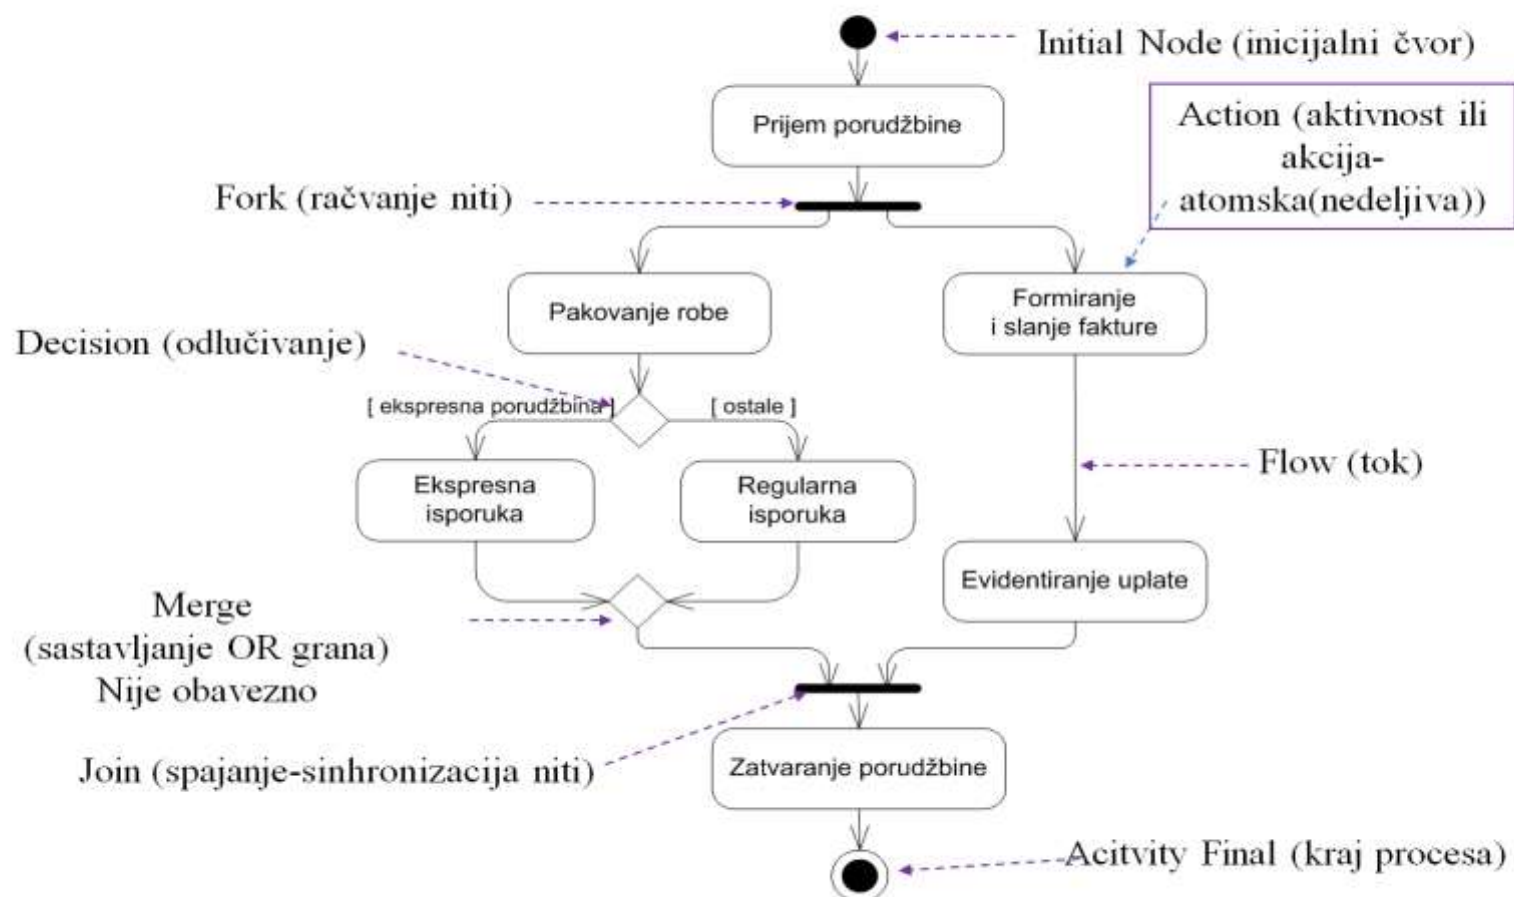 Initial Node (inicijalni čvor)
Prijem porudžbine
Action (aktivnost ili
akcija-
atomska(nedeljiva))
Fork (račvanje niti)
Pakovanje robe
Formiranje
i slanje fakture
Decision (odlučivanje)
[ ekspresna porudžbina ]
[ ostale ]
Ekspresna
isporuka
Regularna
isporuka
Flow (tok)
Evidentiranje uplate
Merge
(sastavljanje OR grana)
Nije obavezno
Join (spajanje-sinhronizacija niti)
Zatvaranje porudžbine
Acitvity Final (kraj procesa)